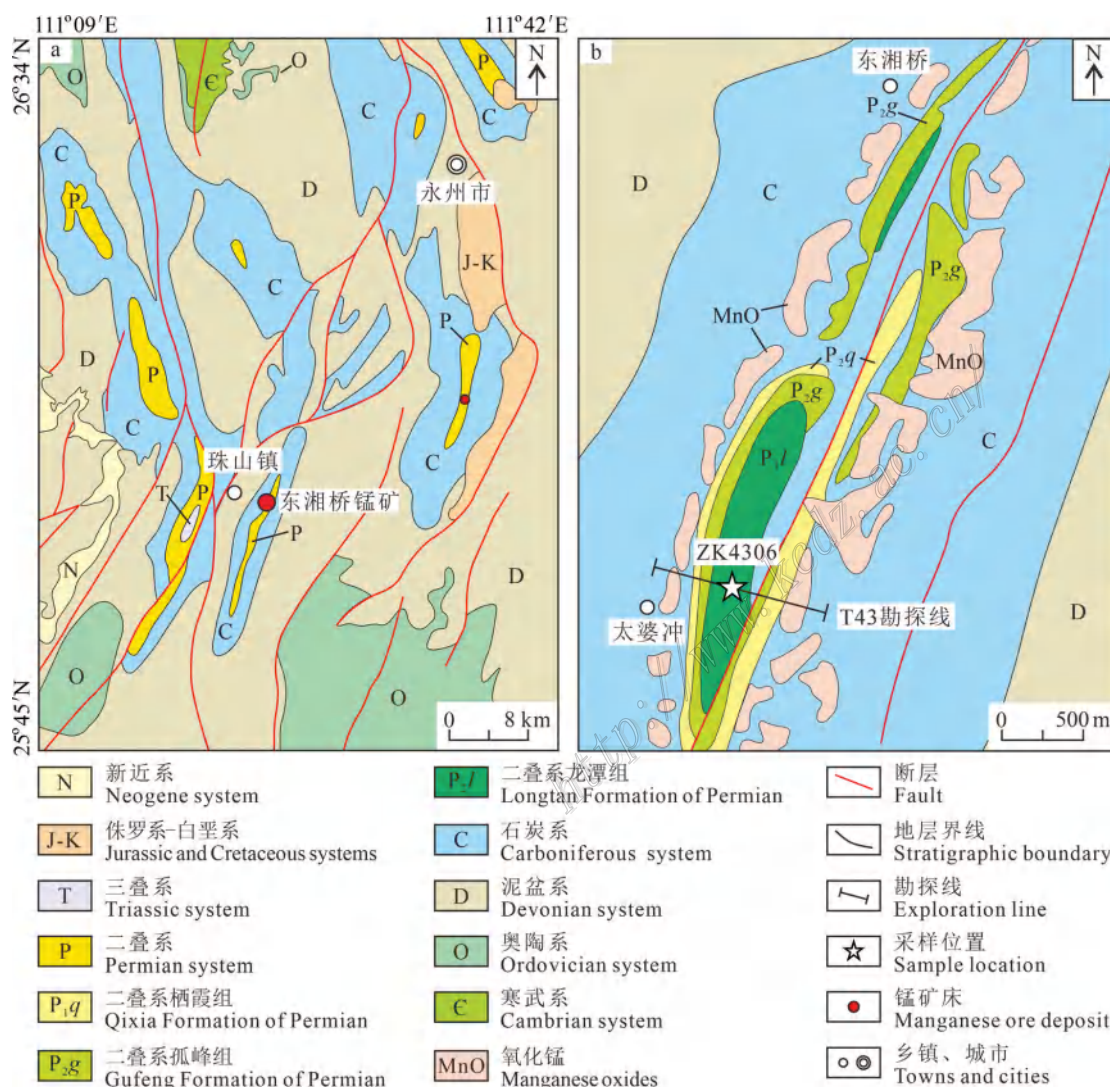 111°09′E
111°42′E
26°34′N
25°45′N
a
N
O
Є
O
P
C
C
C
P
D
永州市
C
J-K
P
D
P
C
C
珠山镇
T
P
东湘桥锰矿
P
N
C
D
O
O
0 8 km
b
N
东湘桥
P₂g
D
C
P₂g
MnO
P₂q
MnO
P₂g
P₃l
C
ZK4306
太婆冲
T43勘探线
D
0 500 m
http://www.kcdz.ac.cn/
N 新近系
Neogene system
J-K 侏罗系-白垩系
Jurassic and Cretaceous systems
T 三叠系
Triassic system
P 二叠系
Permian system
P₁q 二叠系栖霞组
Qixia Formation of Permian
P₂g 二叠系孤峰组
Gufeng Formation of Permian
二叠系龙潭组
Longtan Formation of Permian
C 石炭系
Carboniferous system
D 泥盆系
Devonian system
O 奥陶系
Ordovician system
Є 寒武系
Cambrian system
MnO 氧化锰
Manganese oxides
断层
Fault
地层界线
Stratigraphic boundary
勘探线
Exploration line
采样位置
Sample location
锰矿床
Manganese ore deposit
乡镇、城市
Towns and cities